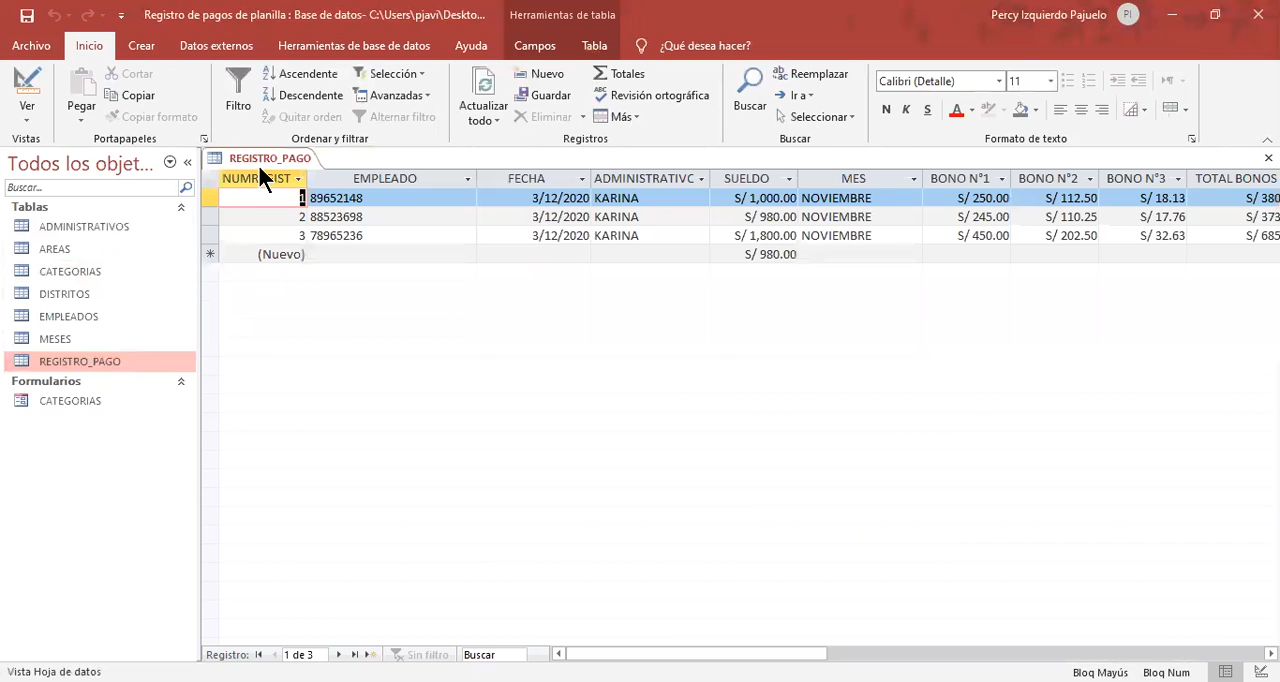 Registro de pagos de planilla : Base de datos- C:\Users\pjavi\Deskto...
Herramientas de tabla
Percy Izquierdo Pajuelo
PI
Archivo
Inicio
Crear
Datos externos
Herramientas de base de datos
Ayuda
Campos
Tabla
¿Qué desea hacer?
Ver
Vistas
Pegar
Cortar
Copiar
Copiar formato
Portapapeles
Filtro
Ascendente
Descendente
Quitar orden
Selección
Avanzadas
Alternar filtro
Ordenar y filtrar
Actualizar
todo
Nuevo
Guardar
Eliminar
Totales
Revisión ortográfica
Más
Registros
Buscar
Reemplazar
Ir a
Seleccionar
Buscar
Calibri (Detalle)
11
N K S
Formato de texto
Todos los objet...
Buscar...
Tablas
ADMINISTRATIVOS
AREAS
CATEGORIAS
DISTRITOS
EMPLEADOS
MESES
REGISTRO_PAGO
Formularios
CATEGORIAS
REGISTRO_PAGO
EMPLEADO FECHA ADMINISTRATIVC SUELDO MES BONO N°1 BONO N°2 BONO N°3 TOTAL BONOS
1 89652148 3/12/2020 KARINA S/ 1,000.00 NOVIEMBRE S/ 250.00 S/ 112.50 S/ 18.13 S/ 380
2 88523698 3/12/2020 KARINA S/ 980.00 NOVIEMBRE S/ 245.00 S/ 110.25 S/ 17.76 S/ 373
3 78965236 3/12/2020 KARINA S/ 1,800.00 NOVIEMBRE S/ 450.00 S/ 202.50 S/ 32.63 S/ 685
(Nuevo) S/ 980.00
Registro: 1 de 3 Sin filtro Buscar
Vista Hoja de datos
Bloq Mayús Bloq Num